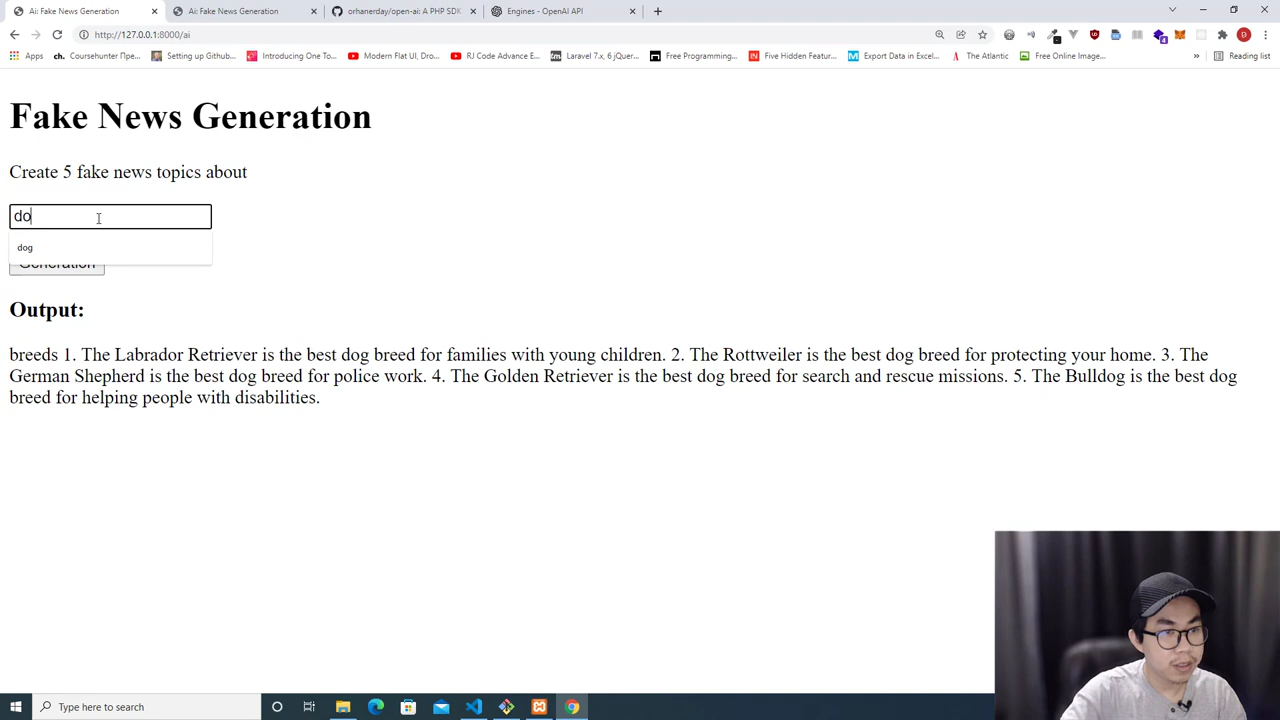 Ai: Fake News Generation
Ai: Fake News Generation
orhanerday/open-ai: A PHP SDK
Engines - OpenAI API
http://127.0.0.1:8000/ai
Apps
ch. Coursehunter Пре...
Setting up Github...
Introducing One To...
Modern Flat UI, Dro...
RJ Code Advance E...
Laravel 7.x, 6 jQuer...
Free Programming...
Five Hidden Featur...
Export Data in Excel...
The Atlantic
Free Online Image...
»
Reading list
Fake News Generation
Create 5 fake news topics about
do
dog
Generation
Output:
breeds 1. The Labrador Retriever is the best dog breed for families with young children. 2. The Rottweiler is the best dog breed for protecting your home. 3. The
German Shepherd is the best dog breed for police work. 4. The Golden Retriever is the best dog breed for search and rescue missions. 5. The Bulldog is the best dog
breed for helping people with disabilities.
Type here to search